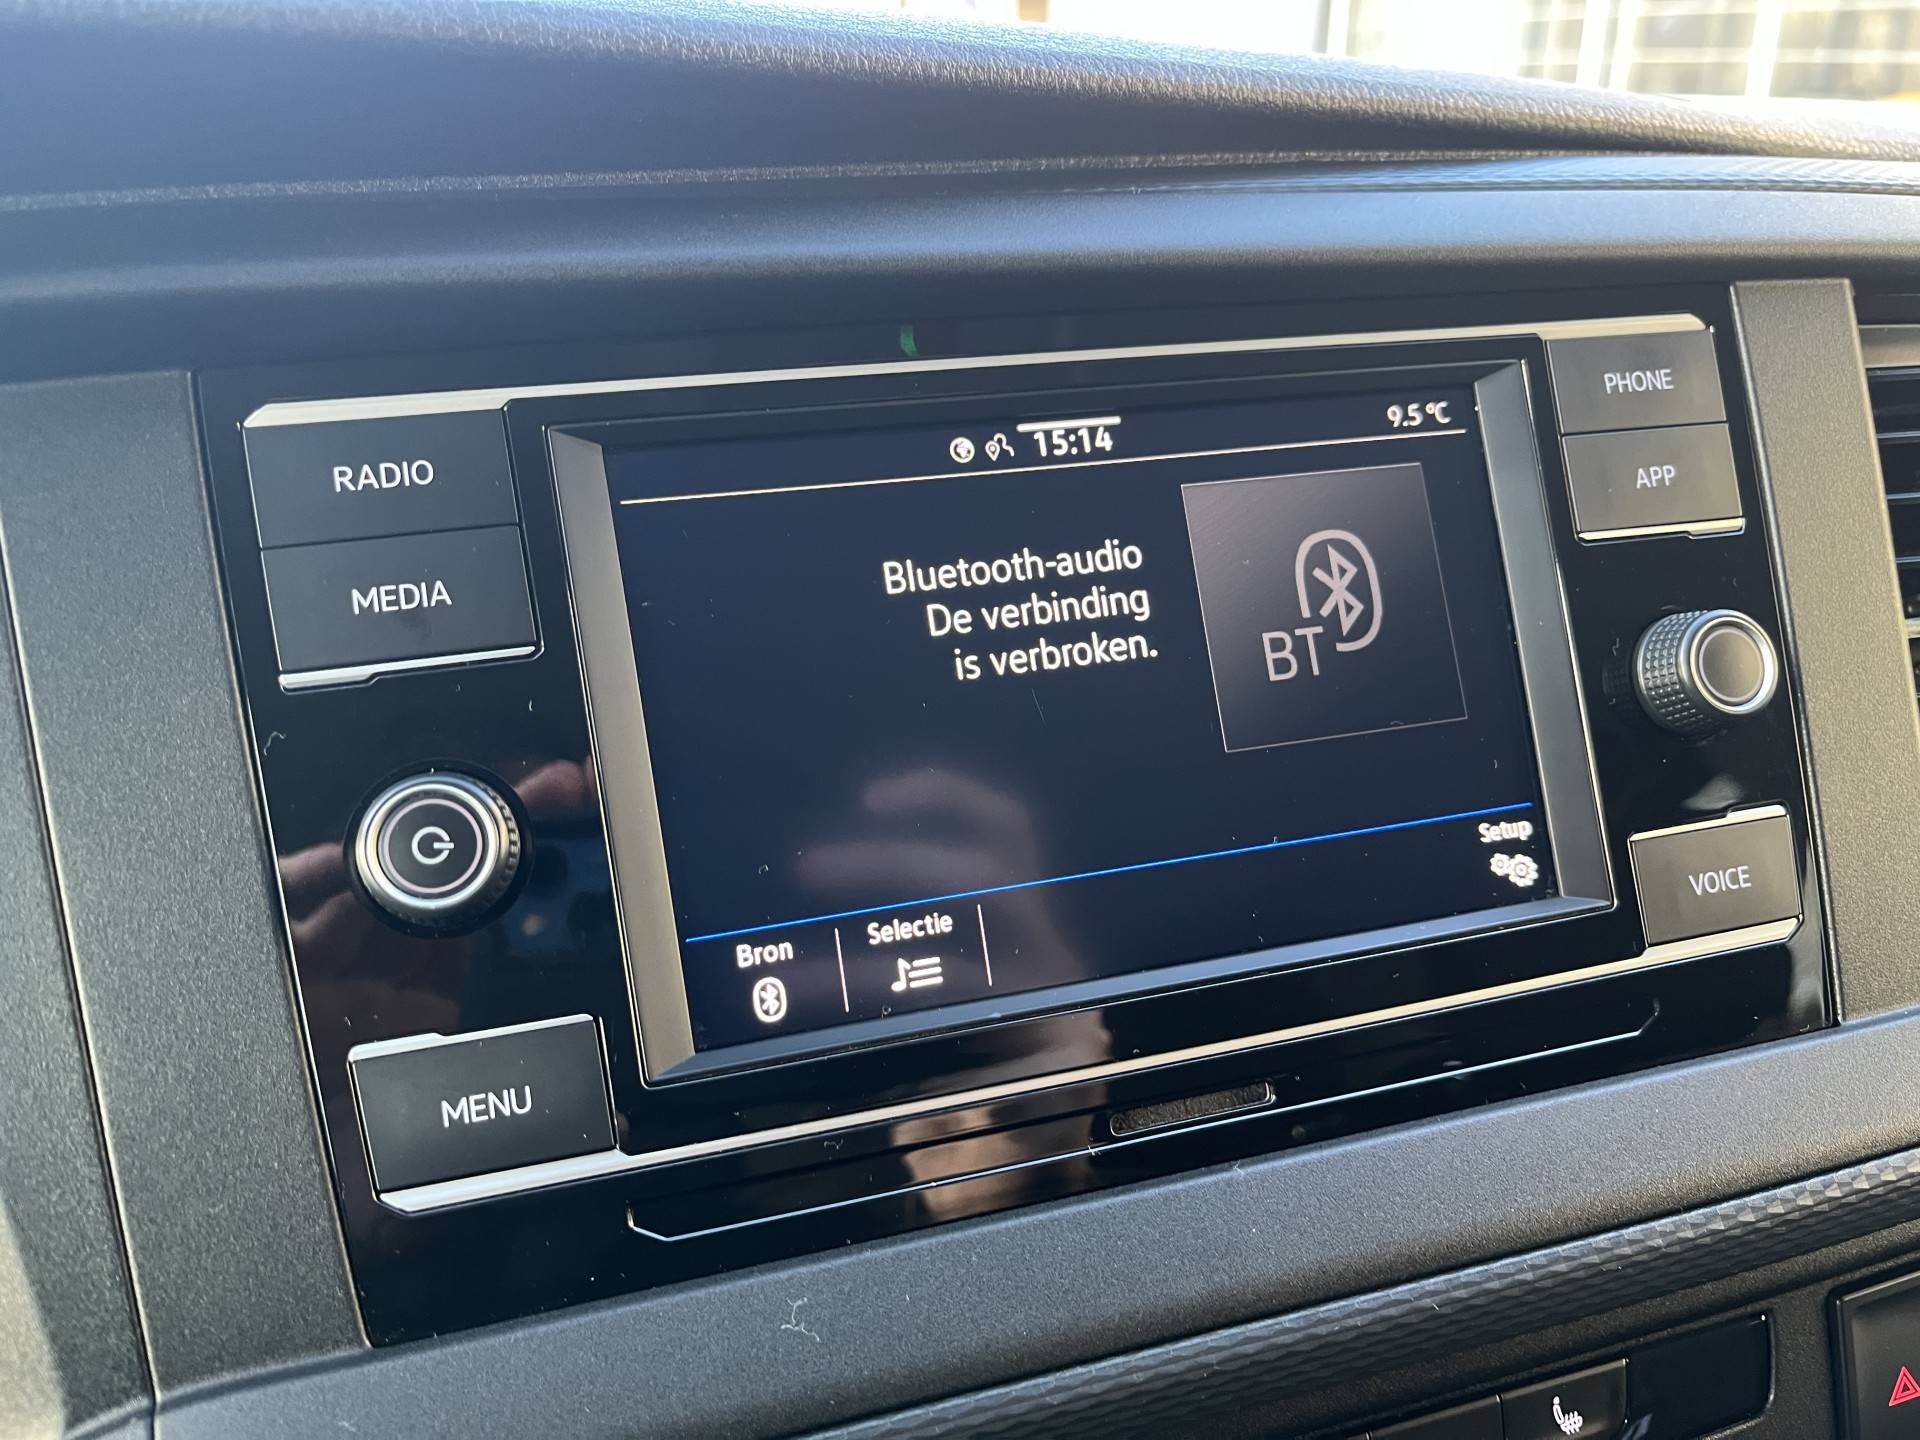 RADIO
MEDIA
MENU
15:14
9.5°C
Bluetooth-audio
De verbinding
is verbroken.
BT
Bron
Selectie
Setup
PHONE
APP
VOICE